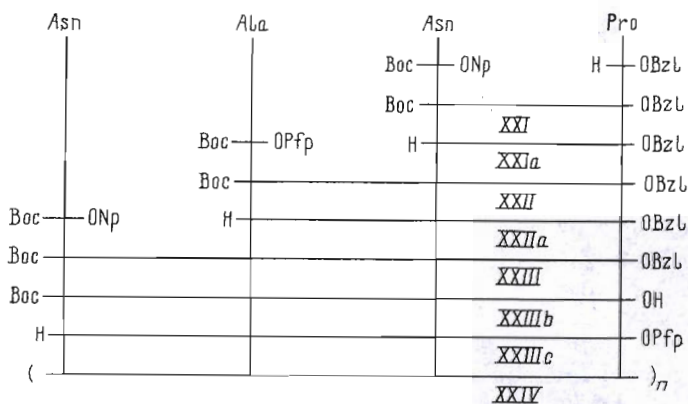 Asn Ala Asn Pro
Boc ONp H OBzl
Boc OBzl
XXI
Boc OPfp H OBzl
XXIa
Boc OBzl
XXII
Boc ONp H OBzl
XXIIa
Boc OBzl
XXIII
Boc OH
XXIIIb
H OPfp
XXIIIc
( )n
XXIV